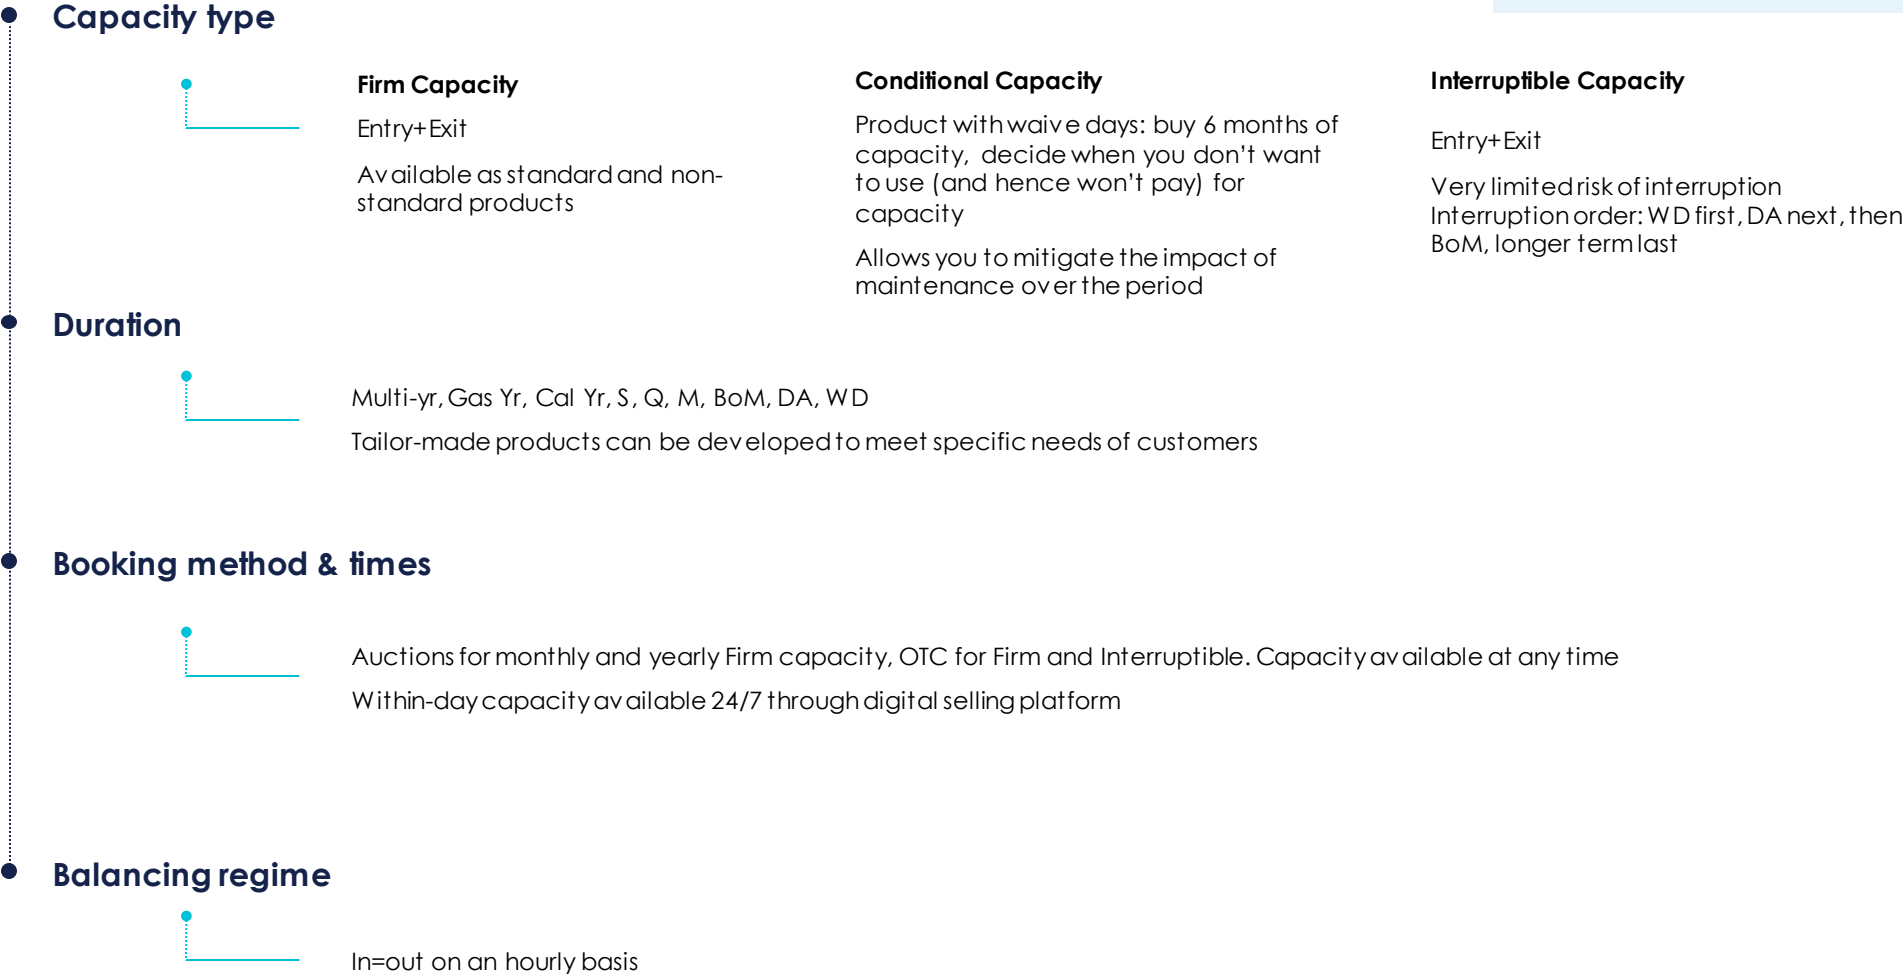 Capacity type
Firm Capacity
Entry+Exit
Available as standard and non-
standard products
Conditional Capacity
Product with waive days: buy 6 months of
capacity, decide when you don't want
to use (and hence won't pay) for
capacity
Allows you to mitigate the impact of
maintenance over the period
Interruptible Capacity
Entry+Exit
Very limited risk of interruption
Interruption order: WD first, DA next, then
BoM, longer term last
Duration
Multi-yr, Gas Yr, Cal Yr, S, Q, M, BoM, DA, WD
Tailor-made products can be developed to meet specific needs of customers
Booking method & times
Auctions for monthly and yearly Firm capacity, OTC for Firm and Interruptible. Capacity available at any time
Within-day capacity available 24/7 through digital selling platform
Balancing regime
In=out on an hourly basis